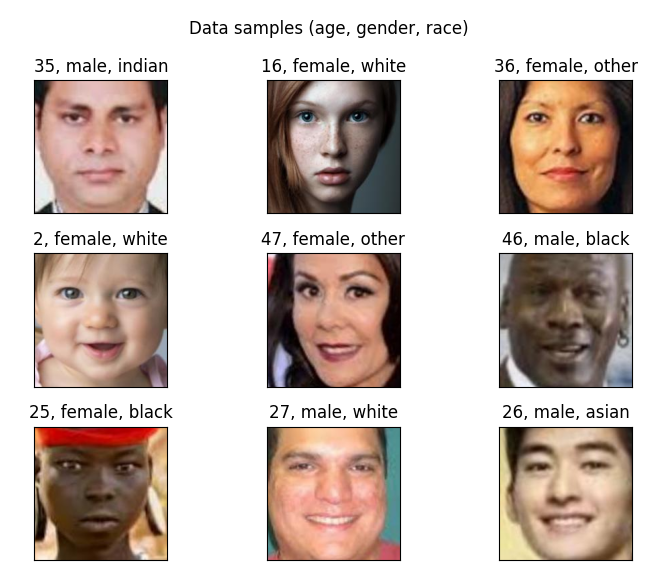 Data samples (age, gender, race)
35, male, indian
16, female, white
36, female, other
2, female, white
47, female, other
46, male, black
25, female, black
27, male, white
26, male, asian